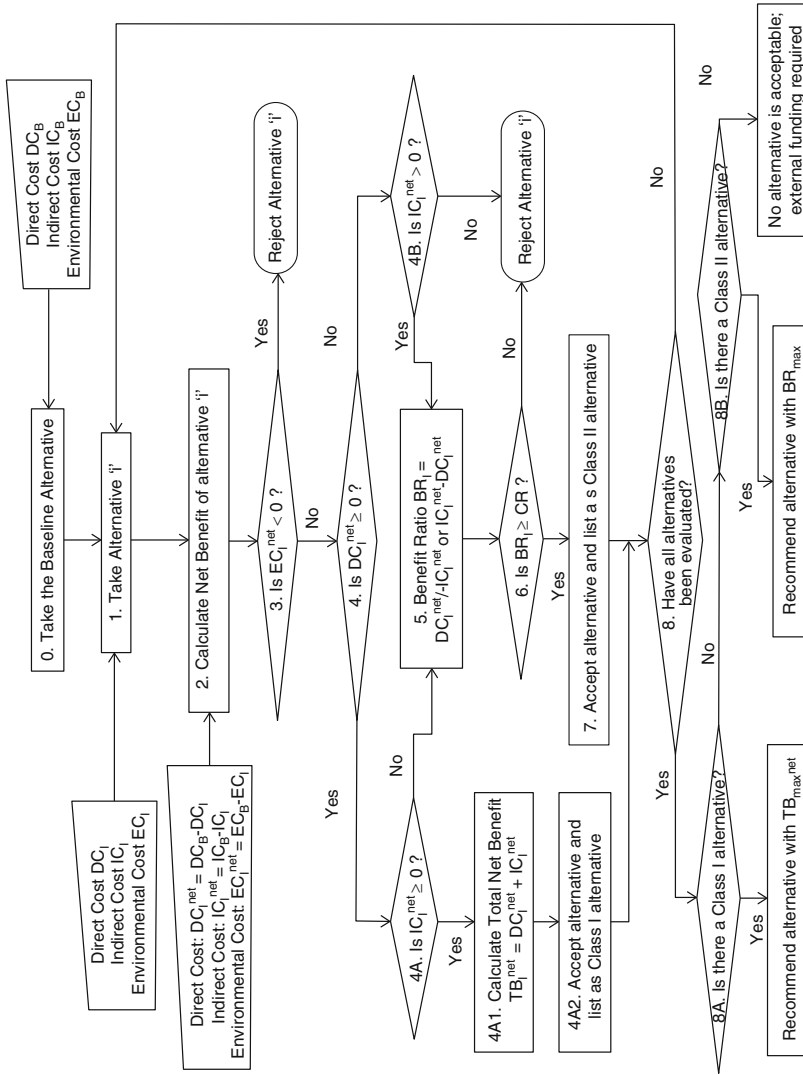 Direct Cost DC_B
Indirect Cost IC_B
Environmental Cost EC_B
0. Take the Baseline Alternative
Direct Cost DC_I
Indirect Cost IC_I
Environmental Cost EC_I
1. Take Alternative ‘i’
Direct Cost: DC_I^net = DC_B-DC_I
Indirect Cost: IC_I^net = IC_B-IC_I
Environmental Cost: EC_I^net = EC_B-EC_I
2. Calculate Net Benefit of alternative ‘i’
3. Is EC_I^net < 0 ?
Yes
Reject Alternative ‘i’
No
4. Is DC_I^net ≥ 0 ?
Yes
No
4A. Is IC_I^net ≥ 0 ?
No
Yes
4B. Is IC_I^net > 0 ?
Yes
No
5. Benefit Ratio BR_I =
DC_I^net/-IC_I^net or IC_I^net-DC_I^net
4A1. Calculate Total Net Benefit
TB_I^net = DC_I^net + IC_I^net
6. Is BR_I ≥ CR ?
No
Reject Alternative ‘i’
Yes
4A2. Accept alternative and
list as Class I alternative
7. Accept alternative and list a s Class II alternative
8. Have all alternatives
been evaluated?
Yes
No
8A. Is there a Class I alternative?
No
Yes
8B. Is there a Class II alternative?
No
Yes
Recommend alternative with TB_maxnet
Recommend alternative with BR_max
No alternative is acceptable;
external funding required